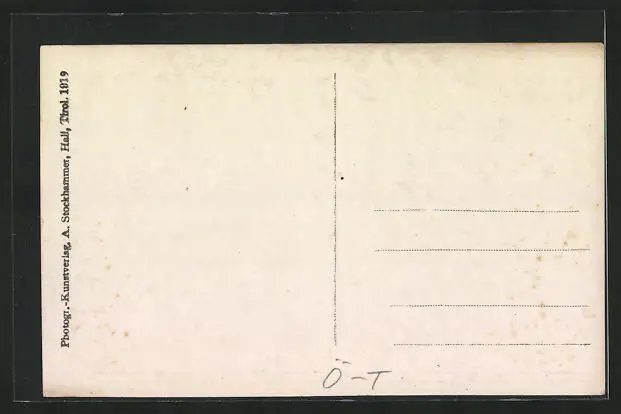 Photogr.-Kunstverlag, A. Stockhammer, Hall, Tirol. 1919
Ö-T